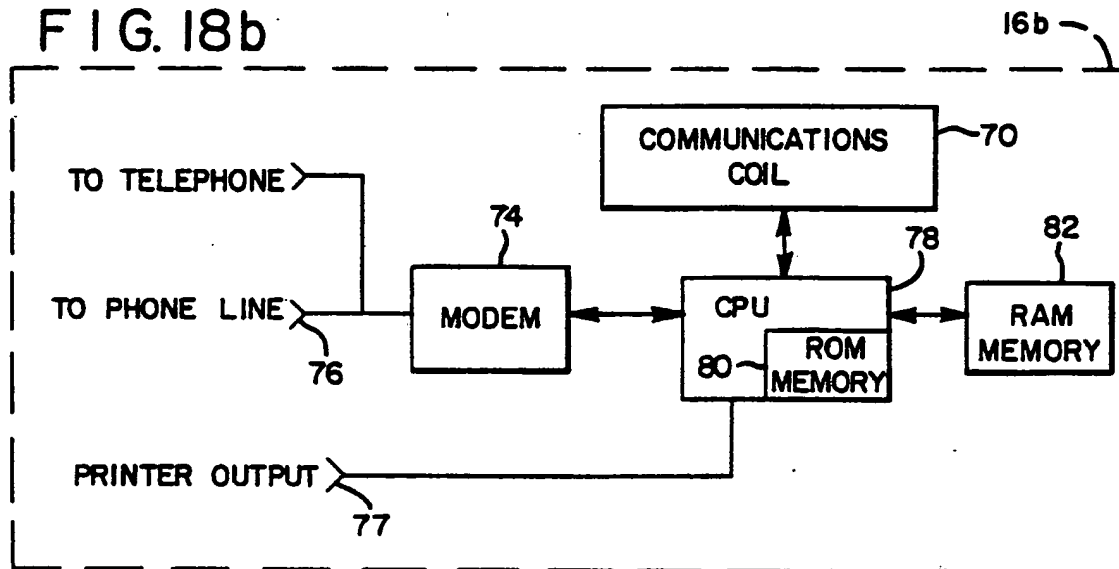 FIG. 18b
16b
COMMUNICATIONS
COIL
70
TO TELEPHONE
74
78
82
TO PHONE LINE
76
MODEM
CPU
80
ROM
MEMORY
RAM
MEMORY
PRINTER OUTPUT
77